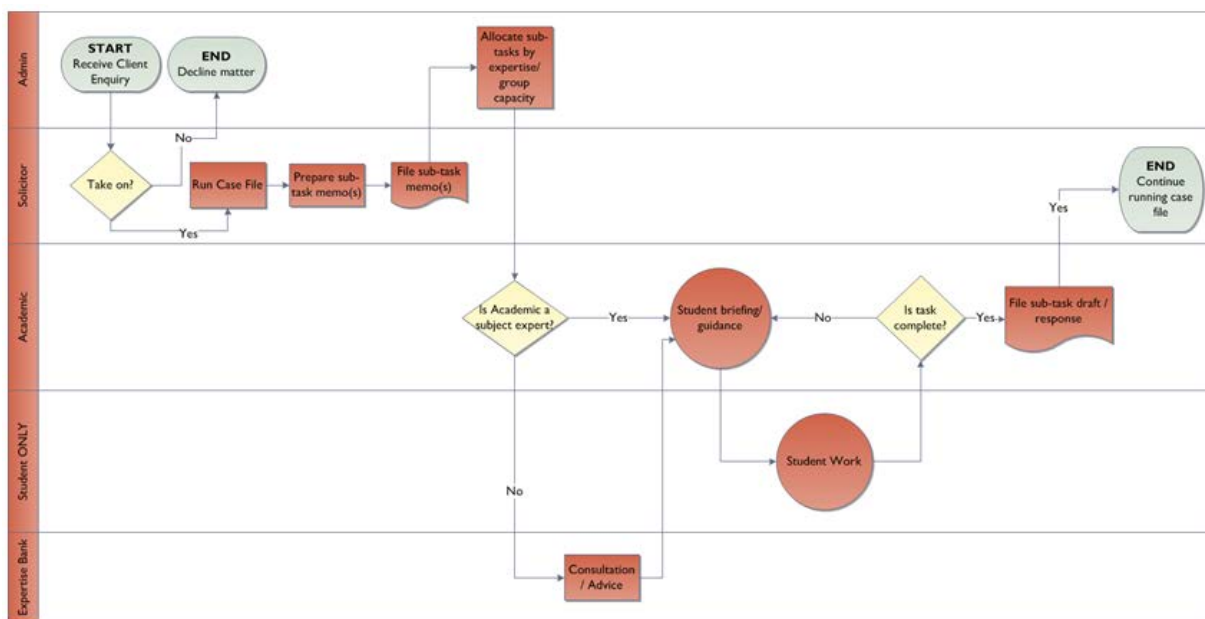 Admin
START
Receive Client
Enquiry
END
Decline matter
Allocate sub-
tasks by
expertise/
group
capacity
No
Solicitor
Take on?
Run Case File
Prepare sub-
task memo(s)
File sub-task
memo(s)
Yes
END
Continue
running case
file
Yes
Academic
Is Academic a
subject expert?
Yes
Student briefing/
guidance
No
Is task
complete?
Yes
File sub-task draft /
response
Student ONLY
Student Work
No
Expertise Bank
Consultation
/ Advice